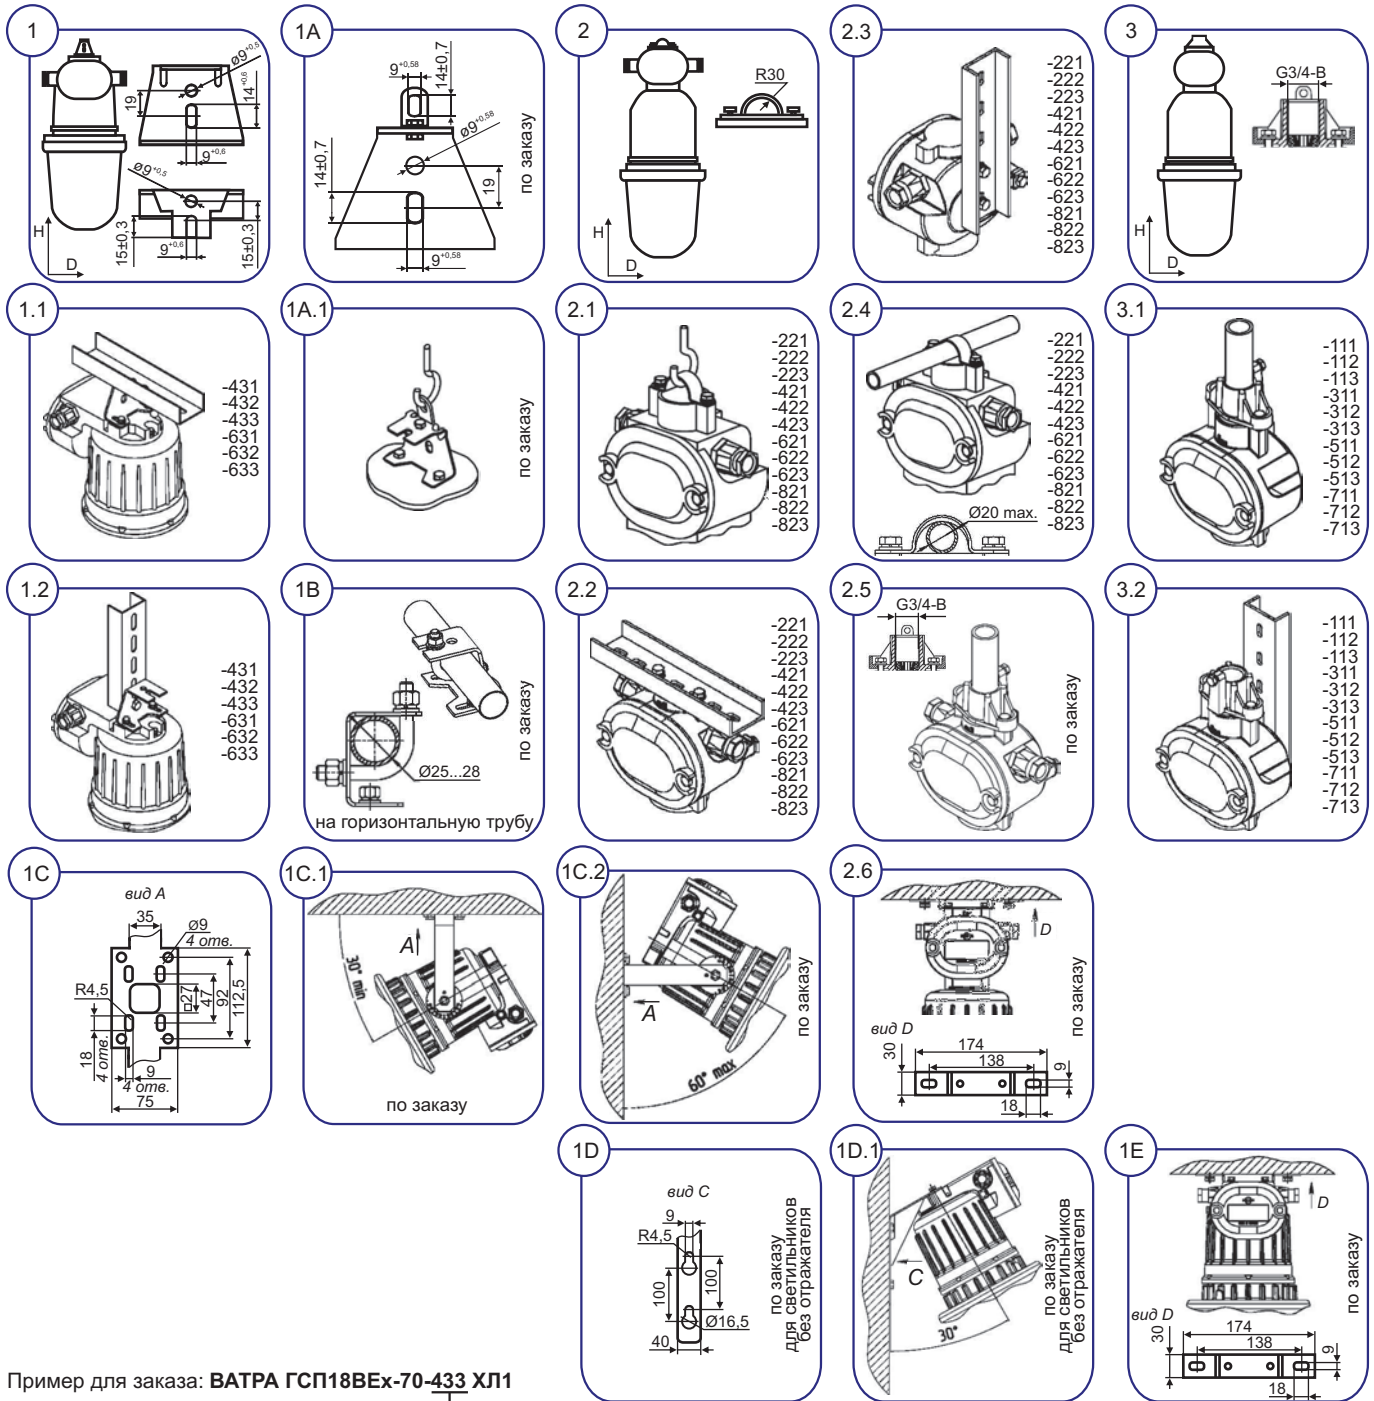 1
ø9+0,5
19
14+0,6
9+0,6
ø9+0,5
15±0,3
9+0,6
15±0,3
H
D
1A
9+0,58
14±0,7
ø9+0,58
14±0,7
19
9+0,58
по заказу
2
R30
H
D
2.3
-221
-222
-223
-421
-422
-423
-621
-622
-623
-821
-822
-823
3
G3/4-B
H
D
1.1
-431
-432
-433
-631
-632
-633
1A.1
по заказу
2.1
-221
-222
-223
-421
-422
-423
-621
-622
-623
-821
-822
-823
2.4
-221
-222
-223
-421
-422
-423
-621
-622
-623
-821
-822
-823
Ø20 max.
3.1
-111
-112
-113
-311
-312
-313
-511
-512
-513
-711
-712
-713
1.2
-431
-432
-433
-631
-632
-633
1B
Ø25...28
по заказу
на горизонтальную трубу
2.2
-221
-222
-223
-421
-422
-423
-621
-622
-623
-821
-822
-823
2.5
G3/4-B
по заказу
3.2
-111
-112
-113
-311
-312
-313
-511
-512
-513
-711
-712
-713
1C
вид A
35
Ø9
4 отв.
R4,5
□27
47
92
112,5
18
4 отв.
9
4 отв.
75
1C.1
A
30° min
по заказу
1C.2
A
60° max
по заказу
2.6
D
по заказу
вид D
174
138
30
9
18
1D
вид C
9
R4,5
100
100
Ø16,5
40
по заказу
для светильников
без отражателя
1D.1
C
30°
по заказу
для светильников
без отражателя
1E
D
по заказу
вид D
174
138
30
9
18
Пример для заказа: ВАТРА ГСП18ВЕх-70-433 ХЛ1